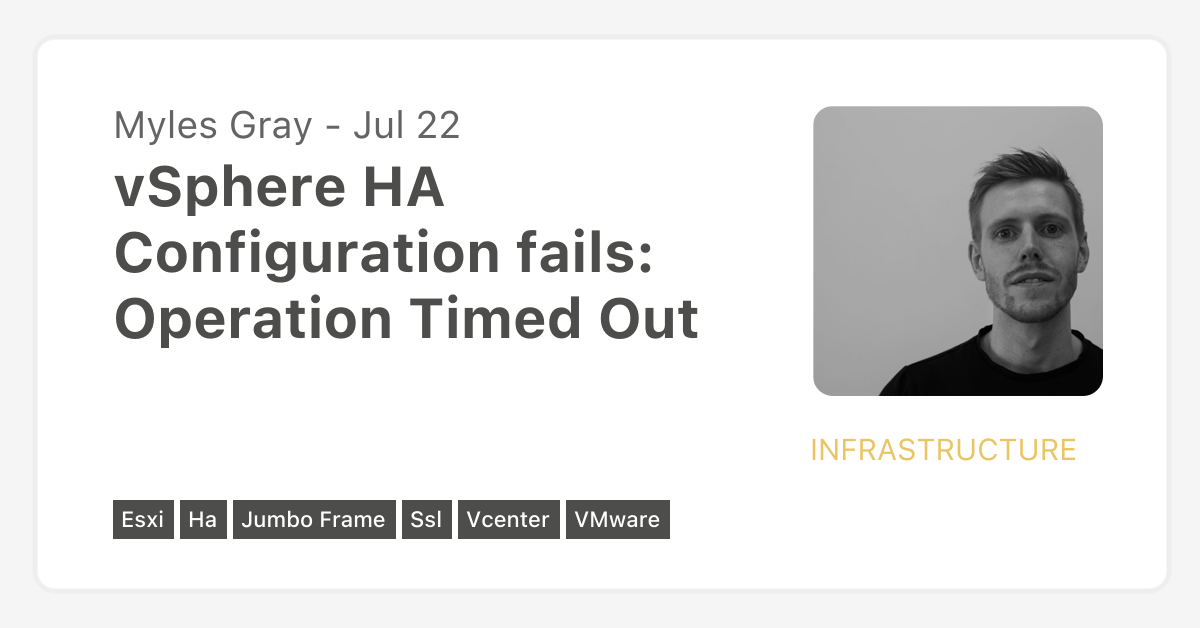 Myles Gray - Jul 22
vSphere HA
Configuration fails:
Operation Timed Out
INFRASTRUCTURE
Esxi Ha Jumbo Frame Ssl Vcenter VMware